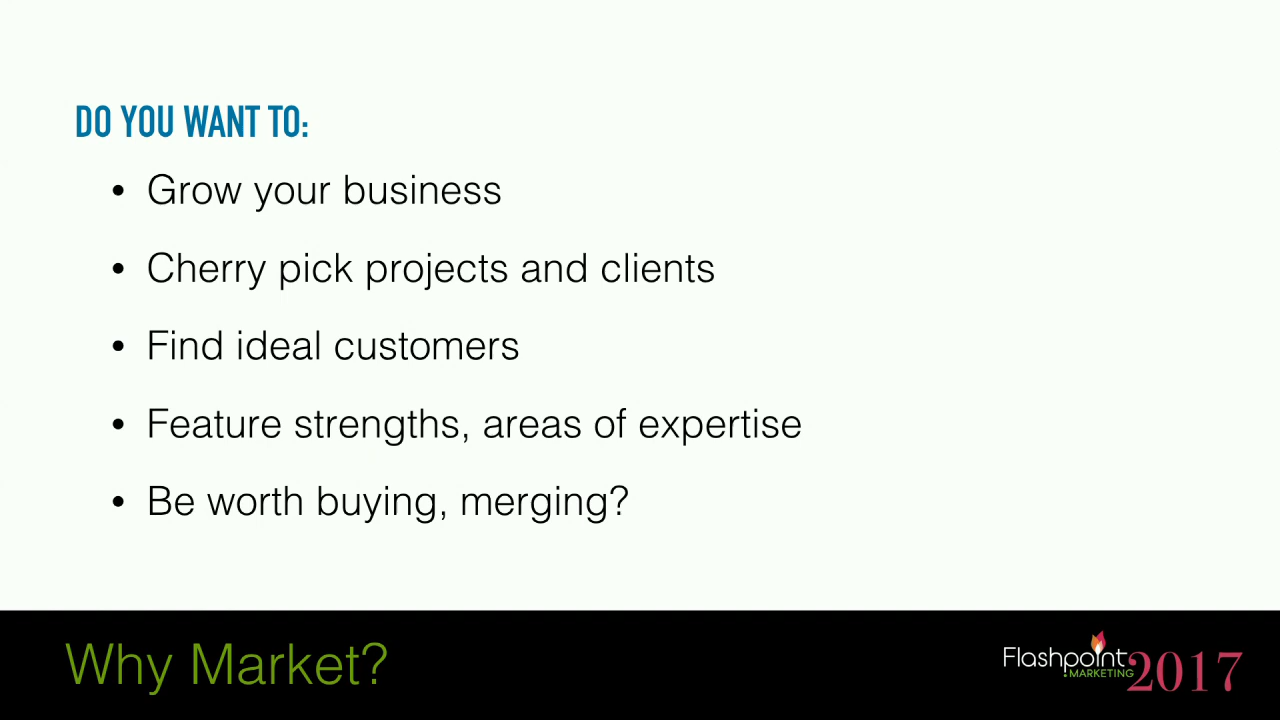 DO YOU WANT TO:
• Grow your business
• Cherry pick projects and clients
• Find ideal customers
• Feature strengths, areas of expertise
• Be worth buying, merging?
Why Market?
Flashpoint
MARKETING
2017